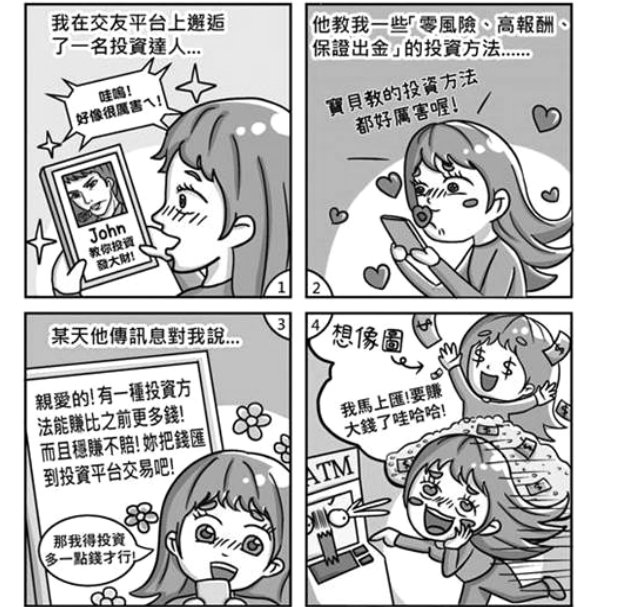 我在交友平台上邂逅
了一名投資達人...
哇嗚!
好像很厲害ㄟ!
John
教你投資
發大財!
1
他教我一些「零風險、高報酬、
保證出金」的投資方法......
寶貝教的投資方法
都好厲害喔!
2
某天他傳訊息對我說...
3
親愛的!有一種投資方
法能賺比之前更多錢!
而且穩賺不賠!妳把錢匯
到投資平台交易吧!
那我得投資
多一點錢才行!
4
想像圖
$ $
我馬上匯!要賺
大錢了哇哈哈!
ATM